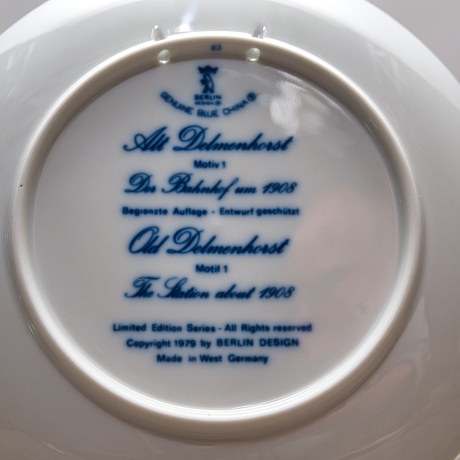 63
BERLIN
DESIGN
GENUINE BLUE CHINA ®
Alt Delmenhorst
Motiv 1
Der Bahnhof um 1908
Begrenzte Auflage - Entwurf geschützt
Old Delmenhorst
Motif 1
The Station about 1908
Limited Edition Series - All Rights reserved
Copyright 1979 by BERLIN DESIGN
Made in West Germany